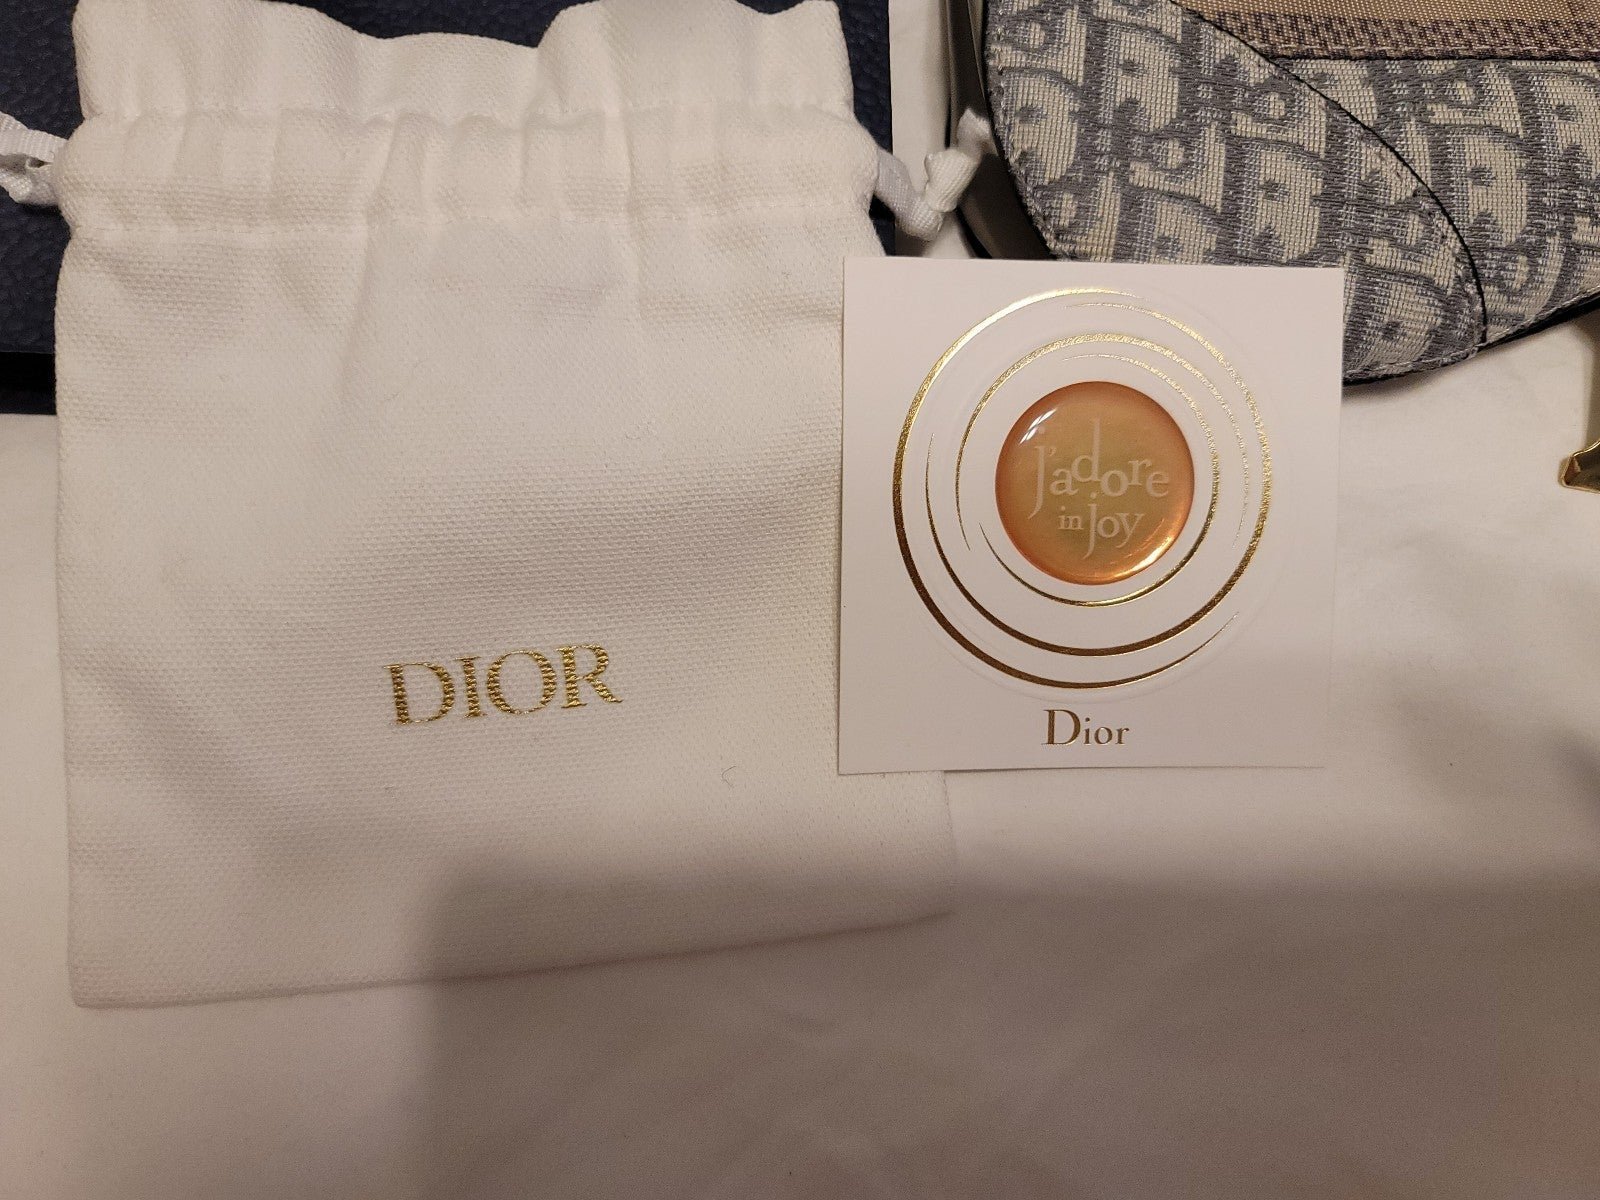 DIOR
j'adore
in joy
Dior